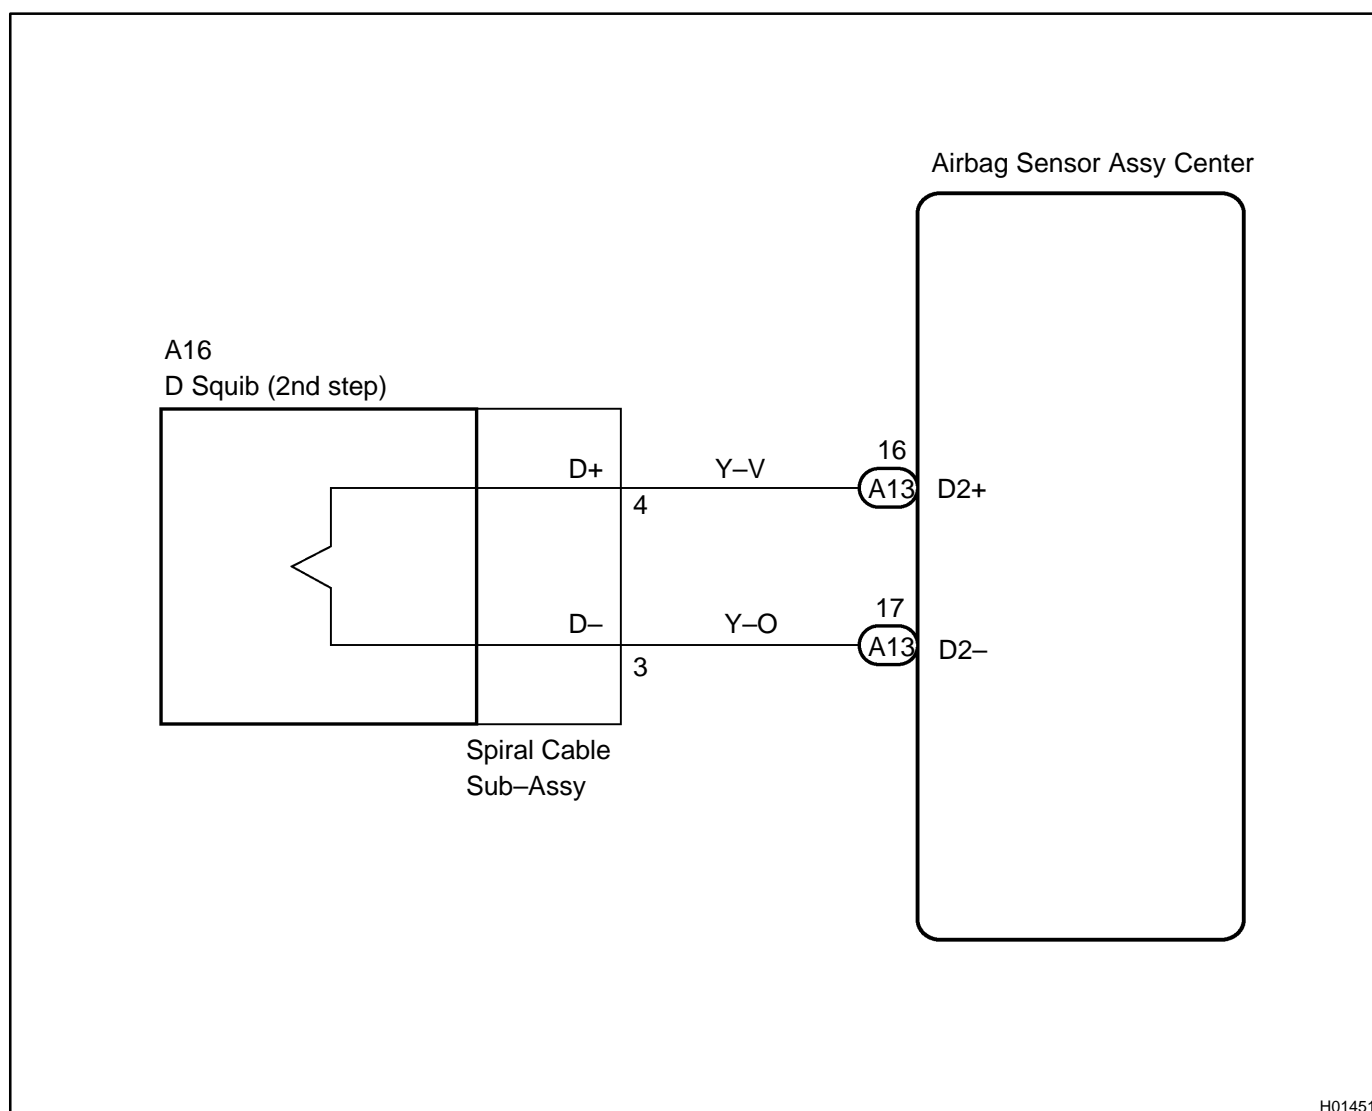 Airbag Sensor Assy Center
A16
D Squib (2nd step)
D+
4
Y–V
16
A13
D2+
D–
3
Y–O
17
A13
D2–
Spiral Cable
Sub–Assy
H01451